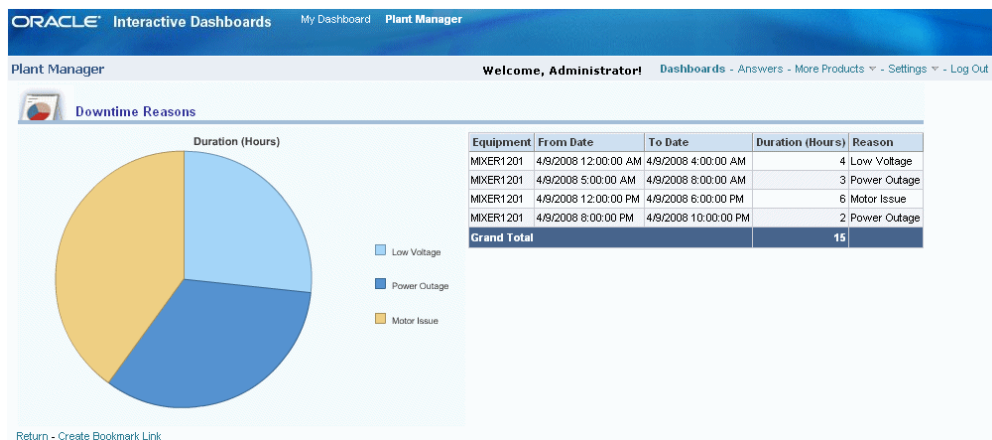 ORACLE® Interactive Dashboards My Dashboard Plant Manager
Plant Manager Welcome, Administrator! Dashboards - Answers - More Products - Settings - Log Out
Downtime Reasons
Duration (Hours)
Low Voltage
Power Outage
Motor Issue
Equipment From Date To Date Duration (Hours) Reason
MIXER1201 4/9/2008 12:00:00 AM 4/9/2008 4:00:00 AM 4 Low Voltage
MIXER1201 4/9/2008 5:00:00 AM 4/9/2008 8:00:00 AM 3 Power Outage
MIXER1201 4/9/2008 12:00:00 PM 4/9/2008 6:00:00 PM 6 Motor Issue
MIXER1201 4/9/2008 8:00:00 PM 4/9/2008 10:00:00 PM 2 Power Outage
Grand Total 15
Return - Create Bookmark Link